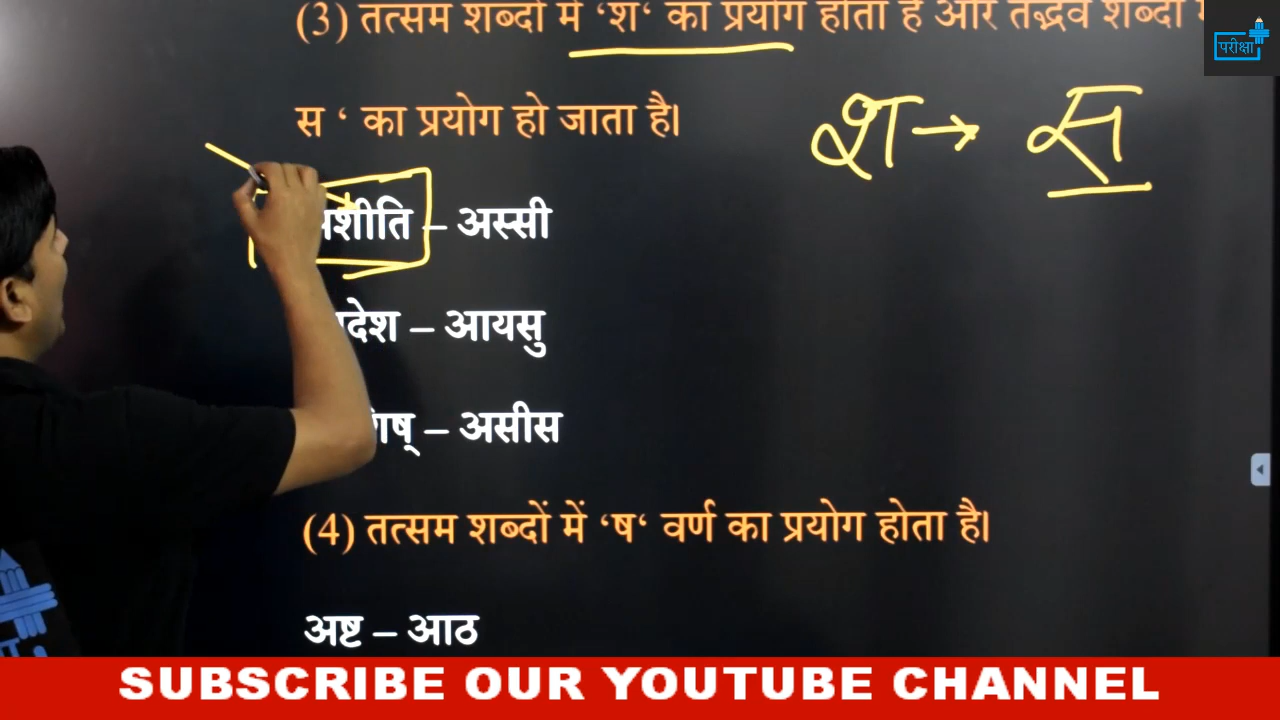 (3) तत्सम शब्दों में ‘श‘ का प्रयोग होता है और तद्भव शब्दों
परीक्षा
स ‘ का प्रयोग हो जाता है।
श → स
– अस्सी
– आयसु
– असीस
(4) तत्सम शब्दों में ‘ष‘ वर्ण का प्रयोग होता है।
अष्ट – आठ
SUBSCRIBE OUR YOUTUBE CHANNEL